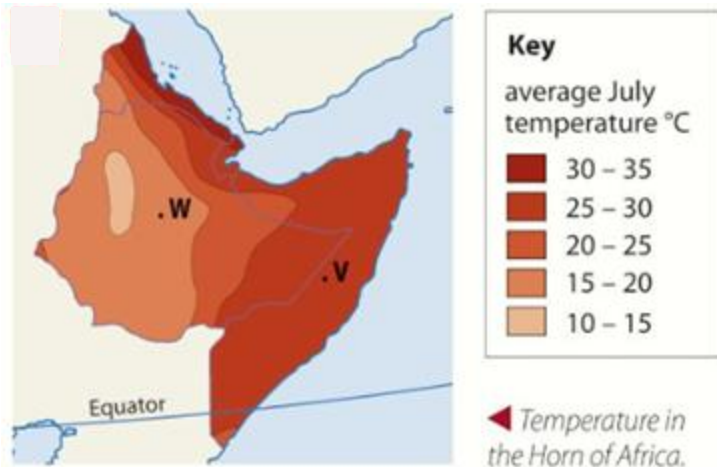 . W
. V
Equator
Key
average July
temperature °C
30 – 35
25 – 30
20 – 25
15 – 20
10 – 15
Temperature in
the Horn of Africa.